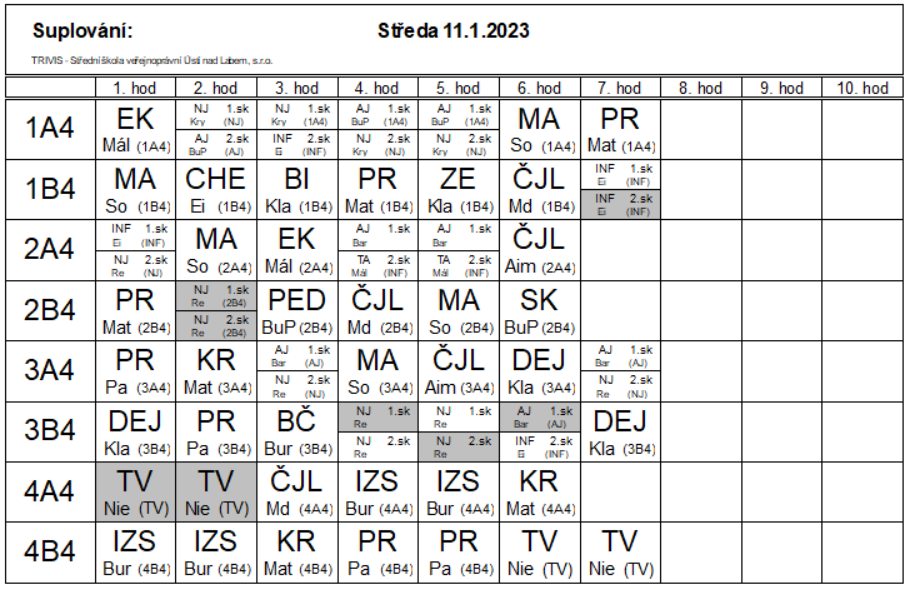 Suplování: Středa 11.1.2023
TRIVIS - Střední škola veřejnoprávní Ústí nad Labem, s.r.o.
1. hod 2. hod 3. hod 4. hod 5. hod 6. hod 7. hod 8. hod 9. hod 10. hod
1A4
EK
Mál (1A4)
NJ 1.sk
Kry (NJ)
AJ 2.sk
BuP (AJ)
NJ 1.sk
Kry (1A4)
INF 2.sk
Ei (INF)
AJ 1.sk
BuP (1A4)
NJ 2.sk
Kry (NJ)
AJ 1.sk
BuP (1A4)
NJ 2.sk
Kry (NJ)
MA
So (1A4)
PR
Mat (1A4)
1B4
MA
So (1B4)
CHE
Ei (1B4)
BI
Kla (1B4)
PR
Mat (1B4)
ZE
Kla (1B4)
ČJL
Md (1B4)
INF 1.sk
Ei (INF)
INF 2.sk
Ei (INF)
2A4
INF 1.sk
Ei (INF)
NJ 2.sk
Re (NJ)
MA
So (2A4)
EK
Mál (2A4)
AJ 1.sk
Bar
TA 2.sk
Mál (INF)
AJ 1.sk
Bar
TA 2.sk
Mál (INF)
ČJL
Aim (2A4)
2B4
PR
Mat (2B4)
NJ 1.sk
Re (2B4)
NJ 2.sk
Re (2B4)
PED
BuP (2B4)
ČJL
Md (2B4)
MA
So (2B4)
SK
BuP (2B4)
3A4
PR
Pa (3A4)
KR
Mat (3A4)
AJ 1.sk
Bar (AJ)
NJ 2.sk
Re (NJ)
MA
So (3A4)
ČJL
Aim (3A4)
DEJ
Kla (3A4)
AJ 1.sk
Bar (AJ)
NJ 2.sk
Re (NJ)
3B4
DEJ
Kla (3B4)
PR
Pa (3B4)
BČ
Bur (3B4)
NJ 1.sk
Re
NJ 2.sk
Re
NJ 1.sk
Re
NJ 2.sk
Re
AJ 1.sk
Bar (AJ)
INF 2.sk
Ei (INF)
DEJ
Kla (3B4)
4A4
TV
Nie (TV)
TV
Nie (TV)
ČJL
Md (4A4)
IZS
Bur (4A4)
IZS
Bur (4A4)
KR
Mat (4A4)
4B4
IZS
Bur (4B4)
IZS
Bur (4B4)
KR
Mat (4B4)
PR
Pa (4B4)
PR
Pa (4B4)
TV
Nie (TV)
TV
Nie (TV)